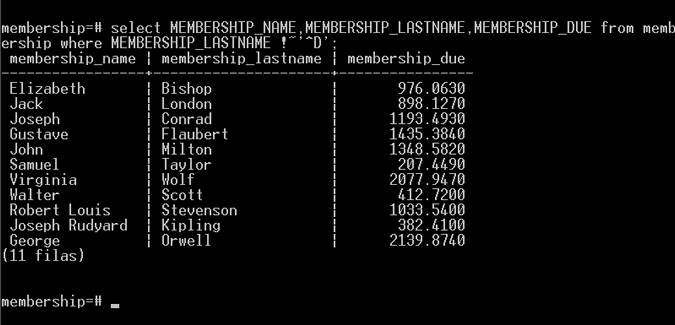 membership=# select MEMBERSHIP_NAME,MEMBERSHIP_LASTNAME,MEMBERSHIP_DUE from memb
ership where MEMBERSHIP_LASTNAME !~'^D';
membership_name | membership_lastname | membership_due
-----------------+---------------------+----------------
Elizabeth | Bishop | 976.0630
Jack | London | 898.1270
Joseph | Conrad | 1193.4930
Gustave | Flaubert | 1435.3840
John | Milton | 1348.5820
Samuel | Taylor | 207.4490
Virginia | Wolf | 2077.9470
Walter | Scott | 412.7200
Robert Louis | Stevenson | 1033.5400
Joseph Rudyard | Kipling | 382.4100
George | Orwell | 2139.8740
(11 filas)
membership=# _